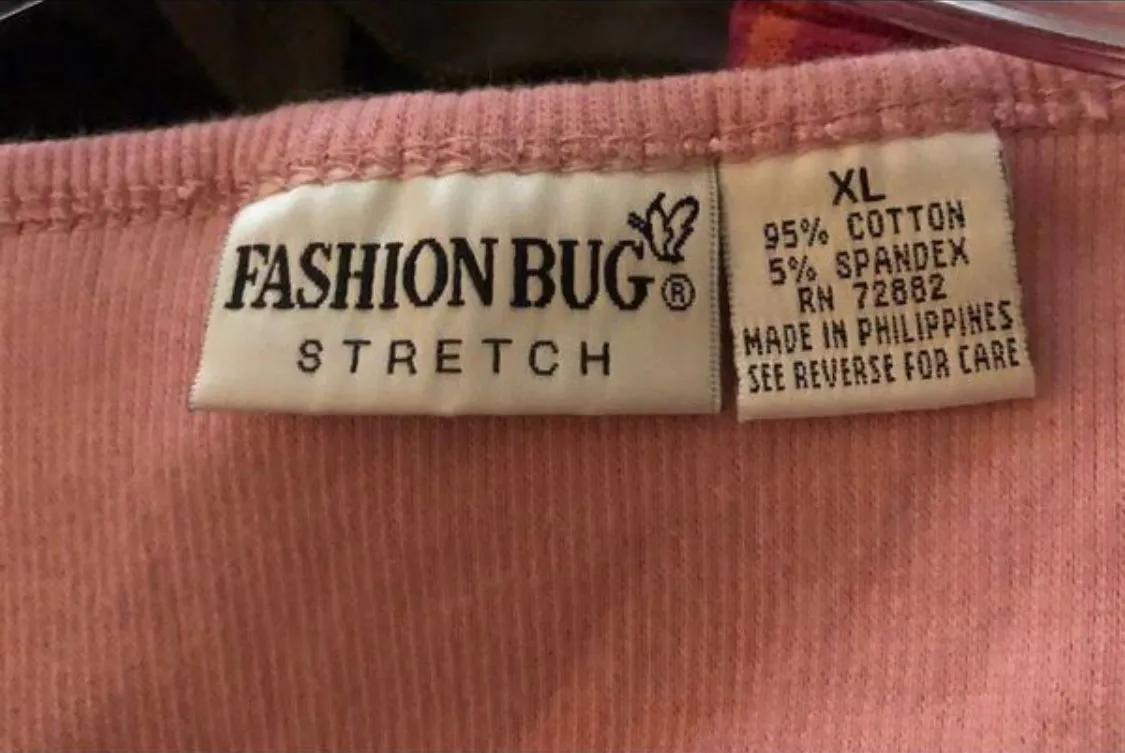 FASHION BUG®
STRETCH
XL
95% COTTON
5% SPANDEX
RN 72882
MADE IN PHILIPPINES
SEE REVERSE FOR CARE